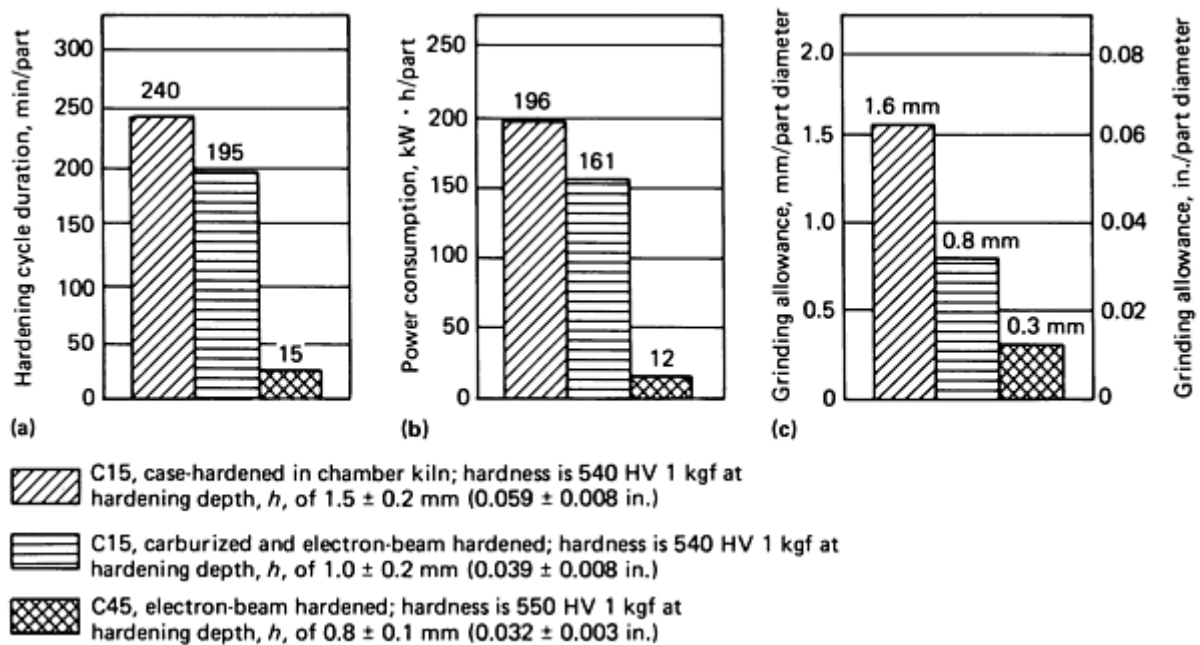 Hardening cycle duration, min/part
300
250
200
150
100
50
0
240
195
15
(a)
Power consumption, kW · h/part
250
200
150
100
50
0
196
161
12
(b)
Grinding allowance, mm/part diameter
2.0
1.5
1.0
0.5
0
1.6 mm
0.8 mm
0.3 mm
0.08
0.06
0.04
0.02
0
Grinding allowance, in./part diameter
(c)
C15, case-hardened in chamber kiln; hardness is 540 HV 1 kgf at
hardening depth, h, of 1.5 ± 0.2 mm (0.059 ± 0.008 in.)
C15, carburized and electron-beam hardened; hardness is 540 HV 1 kgf at
hardening depth, h, of 1.0 ± 0.2 mm (0.039 ± 0.008 in.)
C45, electron-beam hardened; hardness is 550 HV 1 kgf at
hardening depth, h, of 0.8 ± 0.1 mm (0.032 ± 0.003 in.)